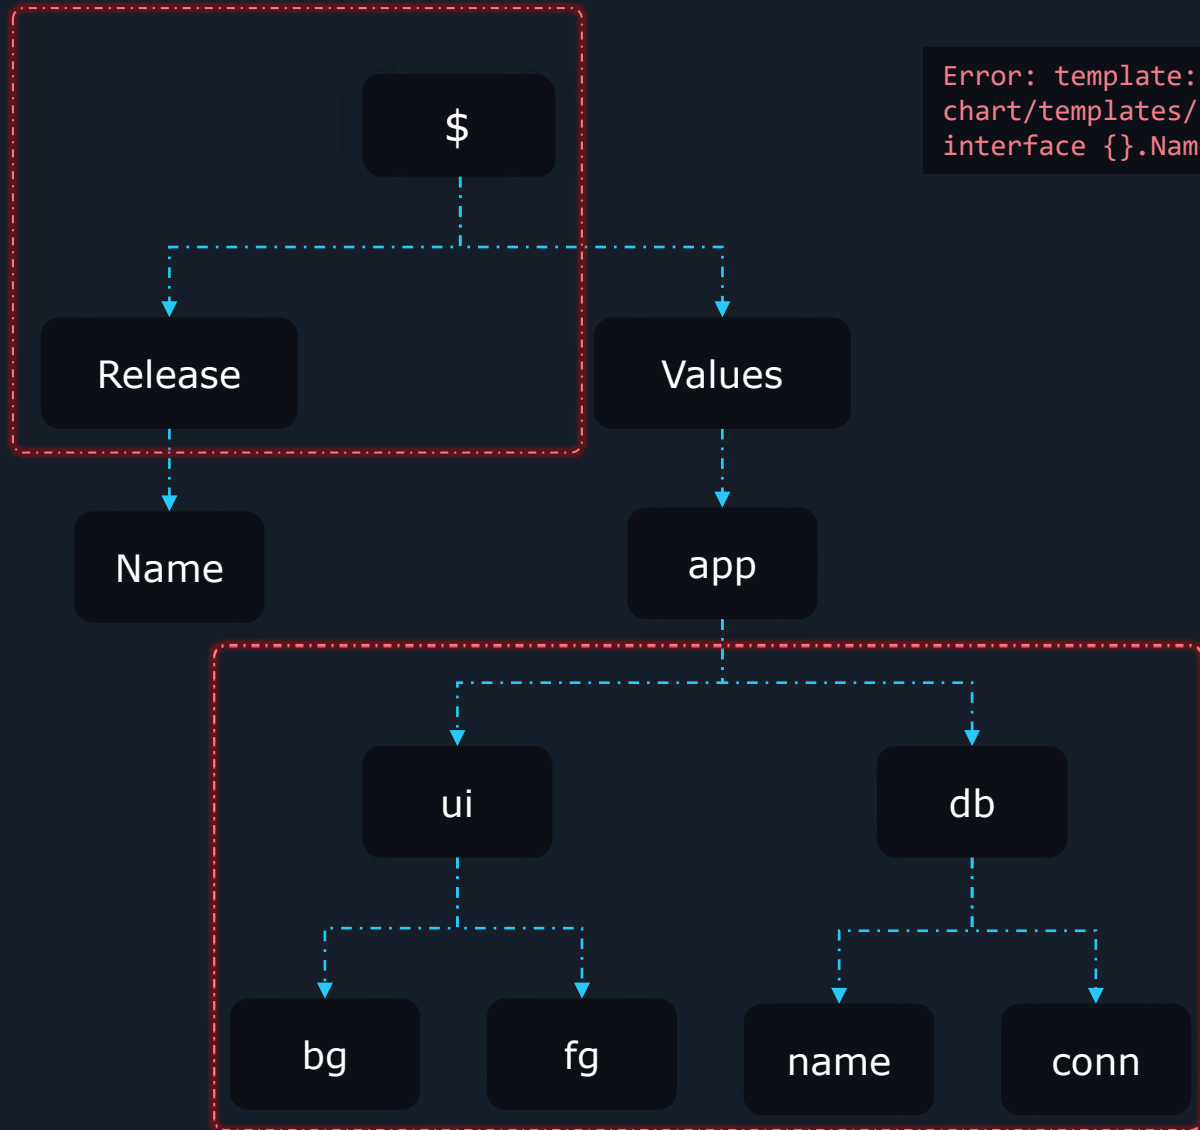 $
Error: template:
chart/templates/
interface {}.Nam
Release
Values
Name
app
ui
db
bg
fg
name
conn